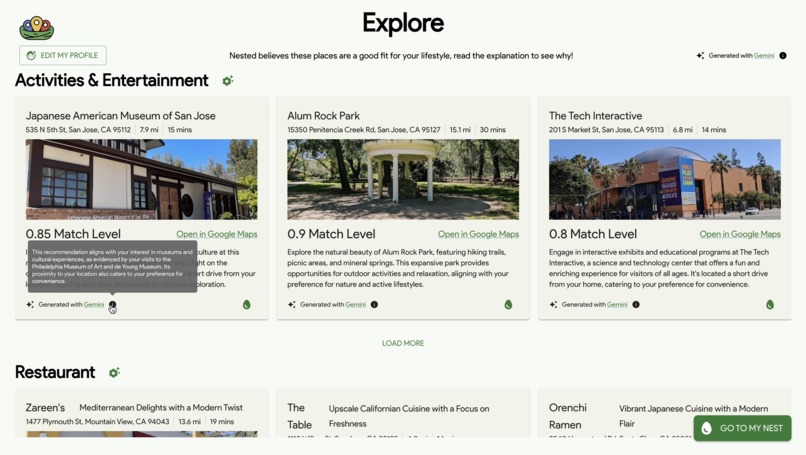 Explore
EDIT MY PROFILE
Nested believes these places are a good fit for your lifestyle, read the explanation to see why!
Generated with Gemini
Activities & Entertainment
Japanese American Museum of San Jose
535 N 5th St, San Jose, CA 95112 | 7.9 mi | 15 mins
0.85 Match Level
Open in Google Maps
culture at this
light on the
short drive from your
exploration.
This recommendation aligns with your interest in museums and
cultural experiences, as evidenced by your visits to the
Philadelphia Museum of Art and de Young Museum. Its
proximity to your location also caters to your preference for
convenience.
Generated with Gemini
Alum Rock Park
15350 Penitencia Creek Rd, San Jose, CA 95127 | 15.1 mi | 30 mins
0.9 Match Level
Open in Google Maps
Explore the natural beauty of Alum Rock Park, featuring hiking trails,
picnic areas, and mineral springs. This expansive park provides
opportunities for outdoor activities and relaxation, aligning with your
preference for nature and active lifestyles.
Generated with Gemini
The Tech Interactive
201 S Market St, San Jose, CA 95113 | 6.8 mi | 14 mins
0.8 Match Level
Open in Google Maps
Engage in interactive exhibits and educational programs at The Tech
Interactive, a science and technology center that offers a fun and
enriching experience for visitors of all ages. It's located a short drive
from your home, catering to your preference for convenience.
Generated with Gemini
LOAD MORE
Restaurant
Zareen's
Mediterranean Delights with a Modern Twist
1477 Plymouth St, Mountain View, CA 94043 | 13.6 mi | 19 mins
The
Table
Upscale Californian Cuisine with a Focus on
Freshness
Orenchi
Ramen
Vibrant Japanese Cuisine with a Modern
Flair
GO TO MY NEST